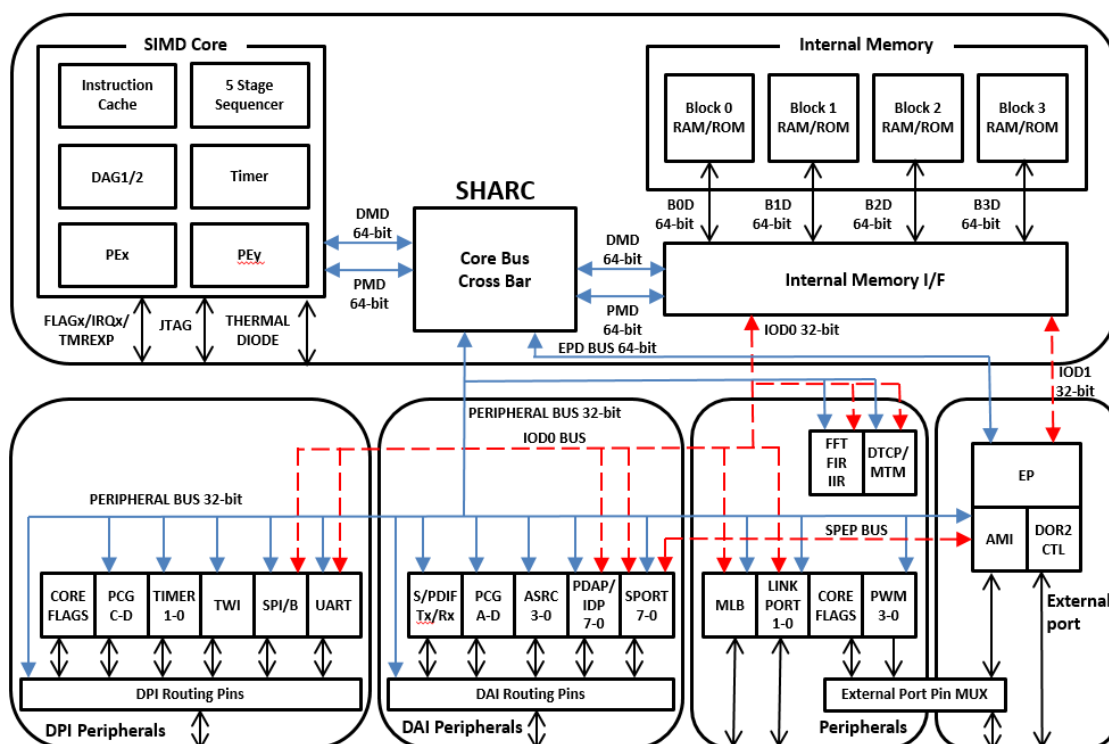 SIMD Core
Instruction
Cache
5 Stage
Sequencer
DAG1/2
Timer
PEx
PEy
Internal Memory
Block 0
RAM/ROM
Block 1
RAM/ROM
Block 2
RAM/ROM
Block 3
RAM/ROM
B0D
64-bit
B1D
64-bit
B2D
64-bit
B3D
64-bit
SHARC
DMD
64-bit
PMD
64-bit
Core Bus
Cross Bar
DMD
64-bit
PMD
64-bit
Internal Memory I/F
FLAGx/IRQx/
TMREXP
JTAG
THERMAL
DIODE
IOD0 32-bit
EPD BUS 64-bit
IOD1
32-bit
PERIPHERAL BUS 32-bit
IOD0 BUS
PERIPHERAL BUS 32-bit
FFT
FIR
IIR
DTCP/
MTM
EP
AMI
DOR2
CTL
SPEP BUS
CORE
FLAGS
PCG
C-D
TIMER
1-0
TWI
SPI/B
UART
S/PDIF
Tx/Rx
PCG
A-D
ASRC
3-0
PDAP/
IDP
7-0
SPORT
7-0
MLB
LINK
PORT
1-0
CORE
FLAGS
PWM
3-0
External
port
DPI Routing Pins
DAI Routing Pins
External Port Pin MUX
DPI Peripherals
DAI Peripherals
Peripherals